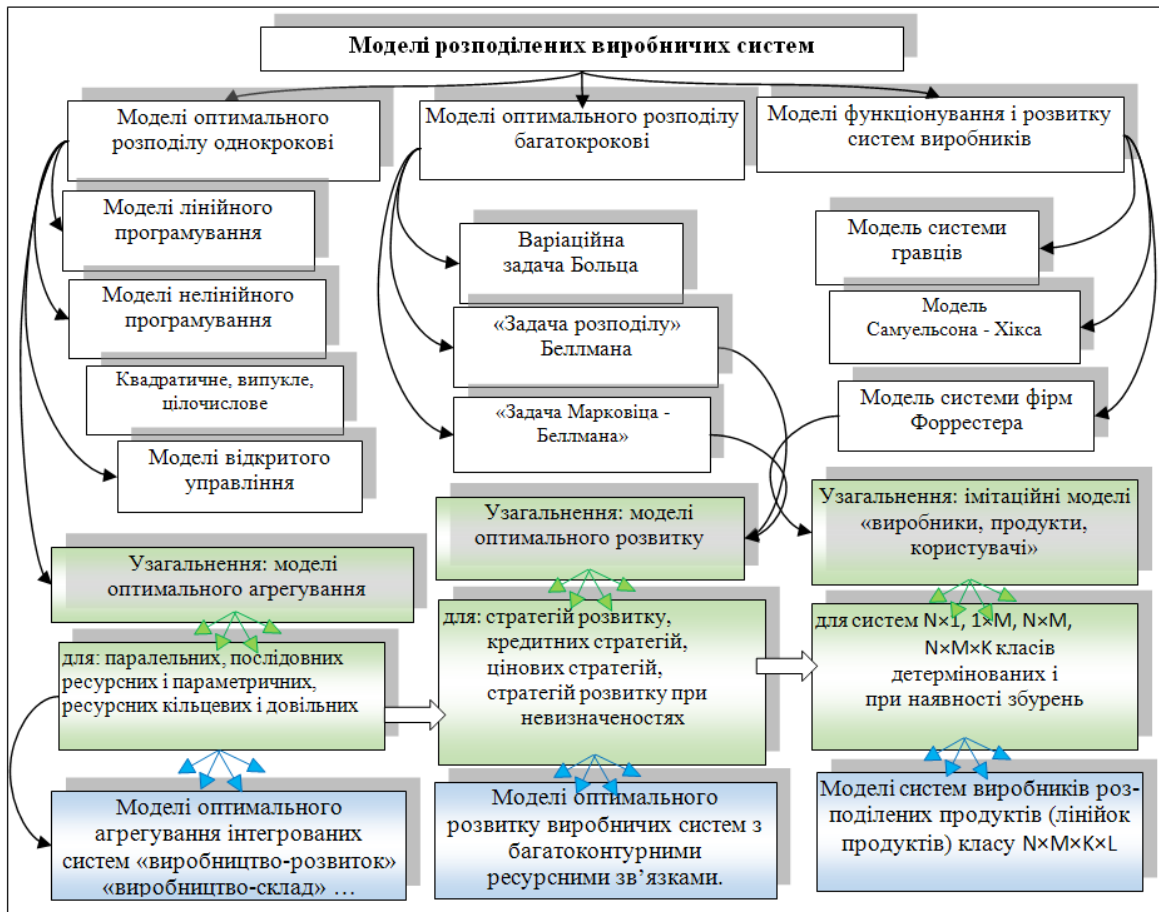 Моделі розподілених виробничих систем
Моделі оптимального
розподілу однокрокові
Моделі оптимального розподілу
багатокрокові
Моделі функціонування і розвитку
систем виробників
Моделі лінійного
програмування
Моделі нелінійного
програмування
Квадратичне, випукле,
цілочислове
Моделі відкритого
управління
Варіаційна
задача Больца
«Задача розподілу»
Беллмана
«Задача Марковіца -
Беллмана»
Модель системи
гравців
Модель
Самуельсона - Хікса
Модель системи фірм
Форрестера
Узагальнення: моделі
оптимального агрегування
Узагальнення: моделі
оптимального розвитку
Узагальнення: імітаційні моделі
«виробники, продукти,
користувачі»
для: паралельних, послідовних
ресурсних і параметричних,
ресурсних кільцевих і довільних
для: стратегій розвитку,
кредитних стратегій,
цінових стратегій,
стратегій розвитку при
невизначеностях
для систем N×1, 1×M, N×M,
N×M×K класів
детермінованих і
при наявності збурень
Моделі оптимального
агрегування інтегрованих
систем «виробництво-розвиток»
«виробництво-склад» …
Моделі оптимального
розвитку виробничих систем з
багатоконтурними
ресурсними зв’язками.
Моделі систем виробників роз-
поділених продуктів (лінійок
продуктів) класу N×M×K×L